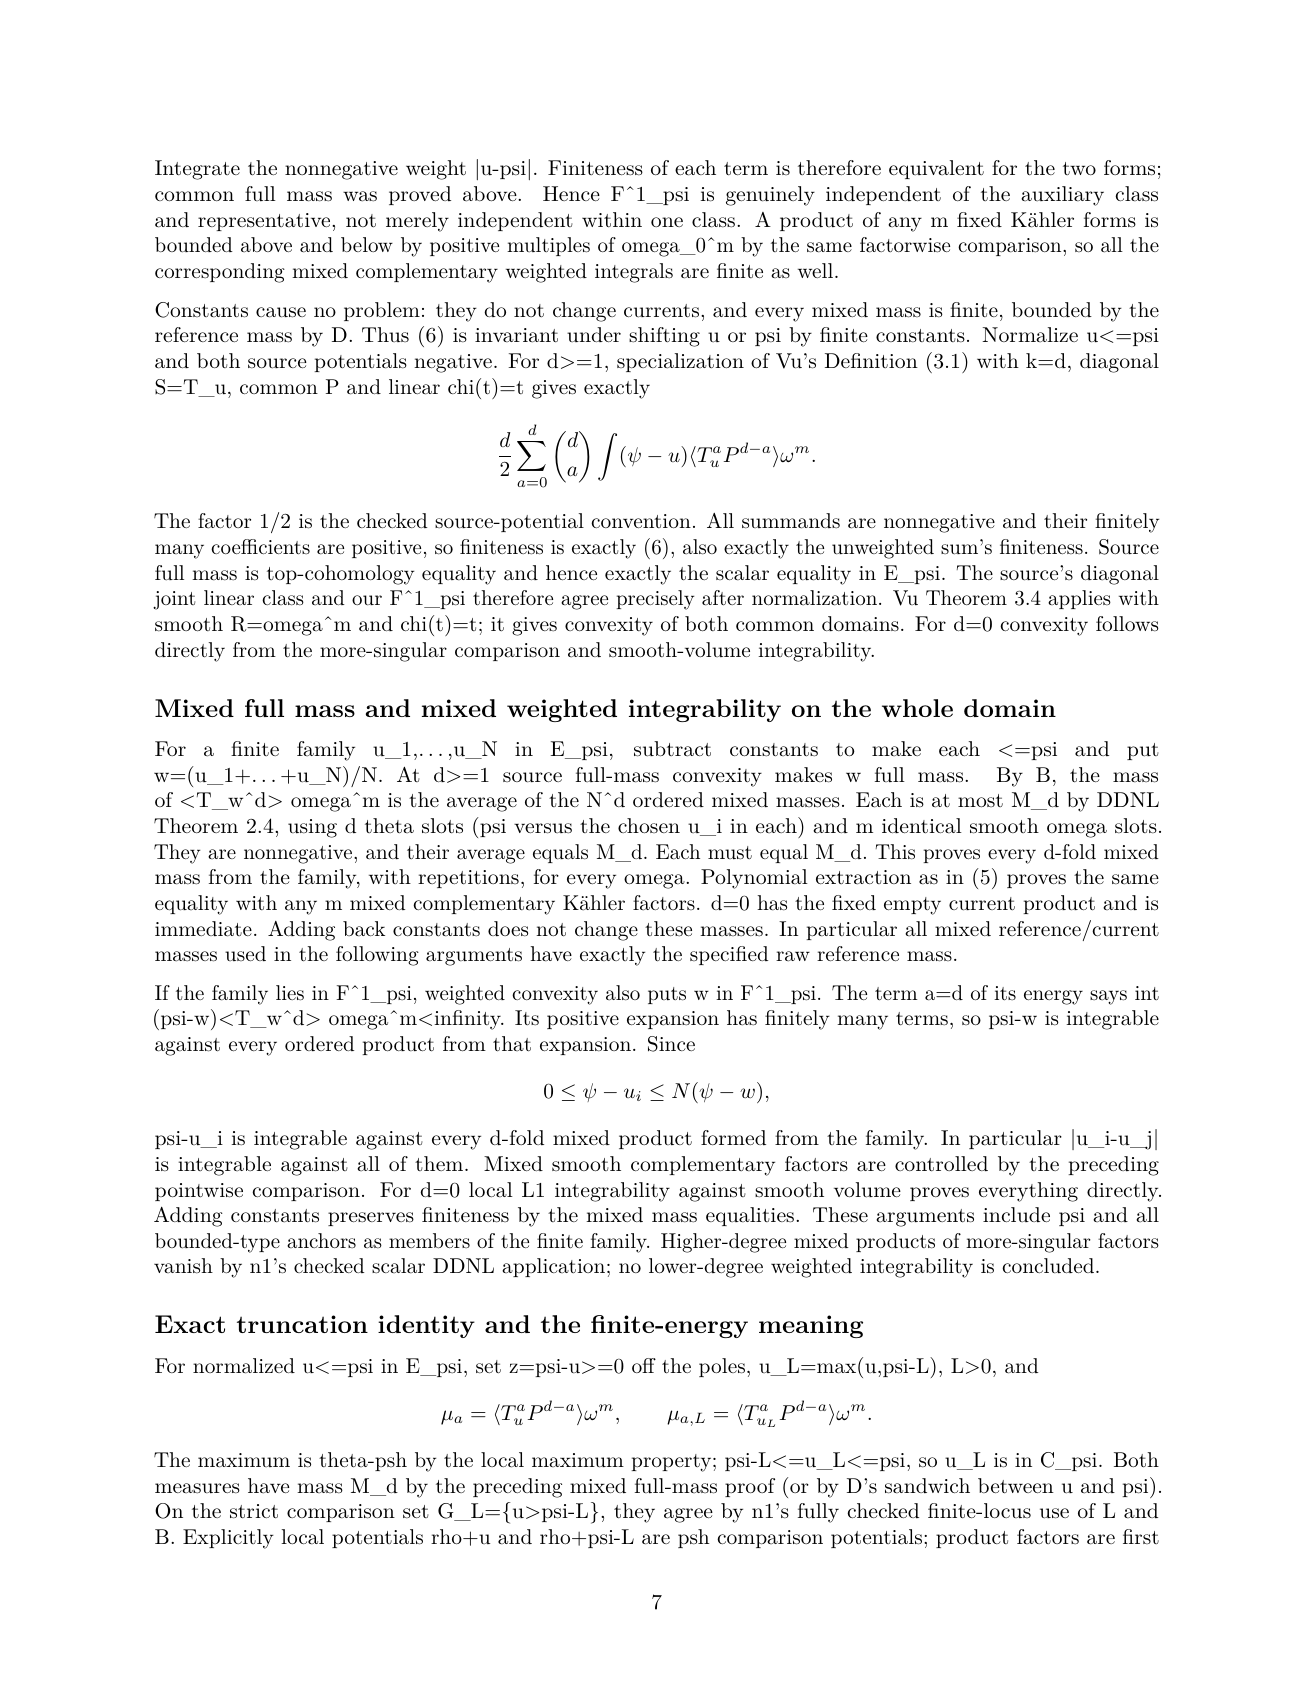 Integrate the nonnegative weight |u-psi|. Finiteness of each term is therefore equivalent for the two forms;
common full mass was proved above. Hence Fˆ1_psi is genuinely independent of the auxiliary class
and representative, not merely independent within one class. A product of any m fixed Kähler forms is
bounded above and below by positive multiples of omega_0ˆm by the same factorwise comparison, so all the
corresponding mixed complementary weighted integrals are finite as well.
Constants cause no problem: they do not change currents, and every mixed mass is finite, bounded by the
reference mass by D. Thus (6) is invariant under shifting u or psi by finite constants. Normalize u<=psi
and both source potentials negative. For d>=1, specialization of Vu's Definition (3.1) with k=d, diagonal
S=T_u, common P and linear chi(t)=t gives exactly
$\frac{d}{2}\sum_{a=0}^{d}\binom{d}{a}\int(\psi-u)\langle T_u^a P^{d-a}\rangle\omega^m.$
The factor 1/2 is the checked source-potential convention. All summands are nonnegative and their finitely
many coefficients are positive, so finiteness is exactly (6), also exactly the unweighted sum's finiteness. Source
full mass is top-cohomology equality and hence exactly the scalar equality in E_psi. The source's diagonal
joint linear class and our Fˆ1_psi therefore agree precisely after normalization. Vu Theorem 3.4 applies with
smooth R=omegaˆm and chi(t)=t; it gives convexity of both common domains. For d=0 convexity follows
directly from the more-singular comparison and smooth-volume integrability.
Mixed full mass and mixed weighted integrability on the whole domain
For a finite family u_1,…,u_N in E_psi, subtract constants to make each <=psi and put
w=(u_1+…+u_N)/N. At d>=1 source full-mass convexity makes w full mass. By B, the mass
of <T_wˆd> omegaˆm is the average of the Nˆd ordered mixed masses. Each is at most M_d by DDNL
Theorem 2.4, using d theta slots (psi versus the chosen u_i in each) and m identical smooth omega slots.
They are nonnegative, and their average equals M_d. Each must equal M_d. This proves every d-fold mixed
mass from the family, with repetitions, for every omega. Polynomial extraction as in (5) proves the same
equality with any m mixed complementary Kähler factors. d=0 has the fixed empty current product and is
immediate. Adding back constants does not change these masses. In particular all mixed reference/current
masses used in the following arguments have exactly the specified raw reference mass.
If the family lies in Fˆ1_psi, weighted convexity also puts w in Fˆ1_psi. The term a=d of its energy says int
(psi-w)<T_wˆd> omegaˆm<infinity. Its positive expansion has finitely many terms, so psi-w is integrable
against every ordered product from that expansion. Since
$0 \le \psi - u_i \le N(\psi - w),$
psi-u_i is integrable against every d-fold mixed product formed from the family. In particular |u_i-u_j|
is integrable against all of them. Mixed smooth complementary factors are controlled by the preceding
pointwise comparison. For d=0 local L1 integrability against smooth volume proves everything directly.
Adding constants preserves finiteness by the mixed mass equalities. These arguments include psi and all
bounded-type anchors as members of the finite family. Higher-degree mixed products of more-singular factors
vanish by n1's checked scalar DDNL application; no lower-degree weighted integrability is concluded.
Exact truncation identity and the finite-energy meaning
For normalized u<=psi in E_psi, set z=psi-u>=0 off the poles, u_L=max(u,psi-L), L>0, and
$\mu_a = \langle T_u^a P^{d-a}\rangle\omega^m, \qquad \mu_{a,L} = \langle T_{u_L}^a P^{d-a}\rangle\omega^m.$
The maximum is theta-psh by the local maximum property; psi-L<=u_L<=psi, so u_L is in C_psi. Both
measures have mass M_d by the preceding mixed full-mass proof (or by D's sandwich between u and psi).
On the strict comparison set G_L={u>psi-L}, they agree by n1's fully checked finite-locus use of L and
B. Explicitly local potentials rho+u and rho+psi-L are psh comparison potentials; product factors are first
7